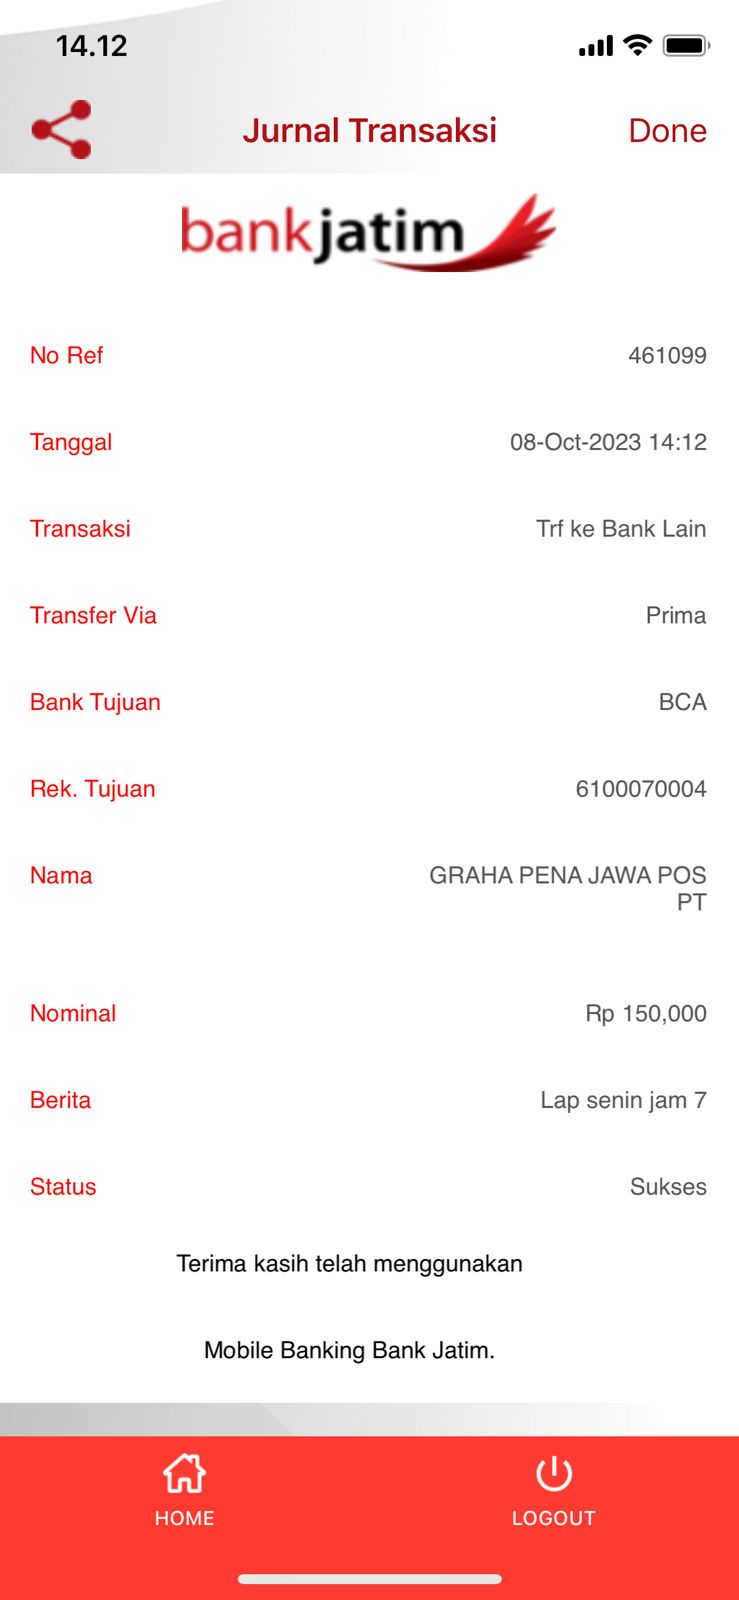 14.12
Jurnal Transaksi
Done
bankjatim
No Ref 461099
Tanggal 08-Oct-2023 14:12
Transaksi Trf ke Bank Lain
Transfer Via Prima
Bank Tujuan BCA
Rek. Tujuan 6100070004
Nama GRAHA PENA JAWA POS
PT
Nominal Rp 150,000
Berita Lap senin jam 7
Status Sukses
Terima kasih telah menggunakan
Mobile Banking Bank Jatim.
HOME
LOGOUT